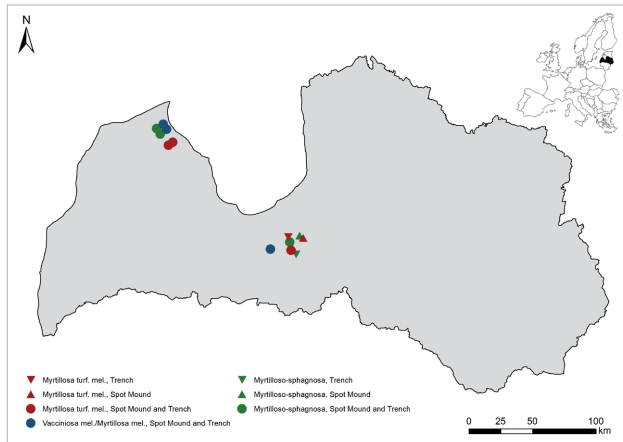 N
Myrtillosa turf. mel., Trench
Myrtillosa turf. mel., Spot Mound
Myrtillosa turf. mel., Spot Mound and Trench
Vacciniosa mel./Myrtillosa mel., Spot Mound and Trench
Myrtilloso-sphagnosa, Trench
Myrtilloso-sphagnosa, Spot Mound
Myrtilloso-sphagnosa, Spot Mound and Trench
0 25 50 100
km